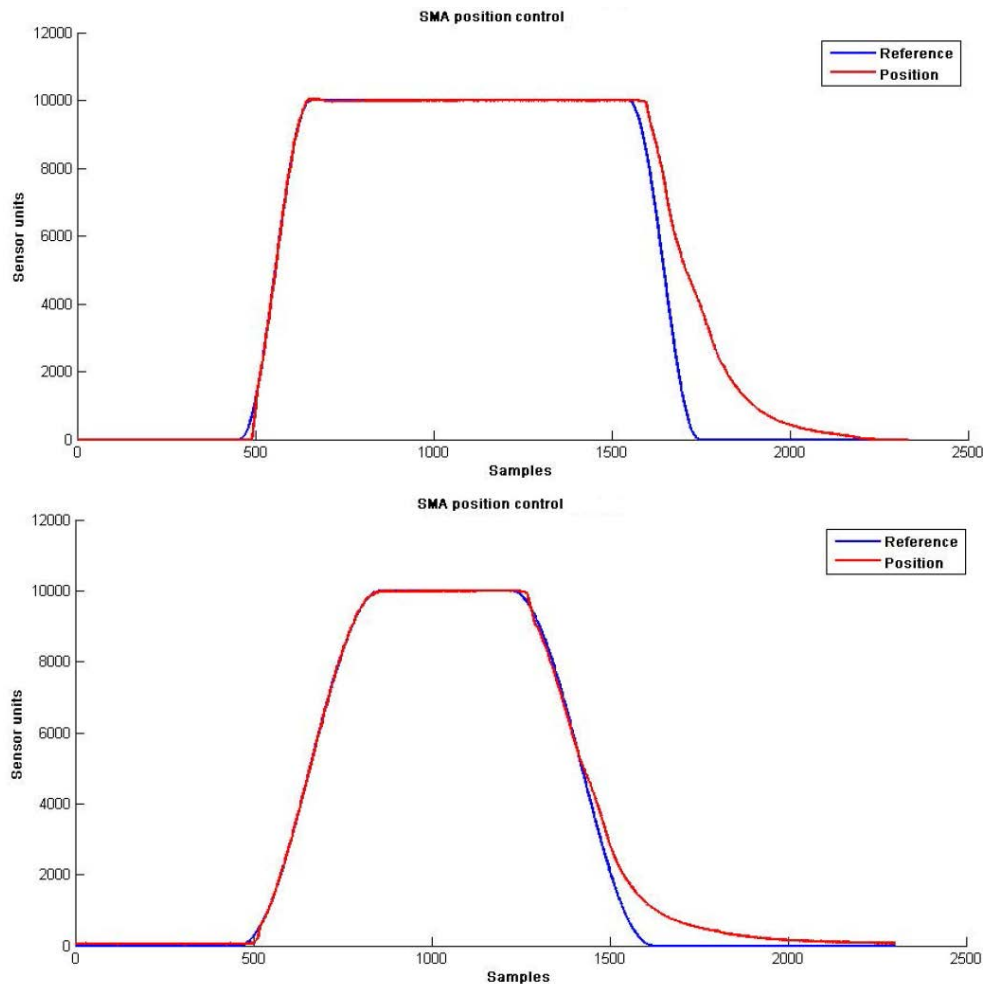 SMA position control
12000
Reference
Position
10000
8000
6000
4000
2000
0
Sensor units
0 500 1000 1500 2000 2500
Samples
SMA position control
12000
Reference
Position
10000
8000
6000
4000
2000
0
Sensor units
0 500 1000 1500 2000 2500
Samples